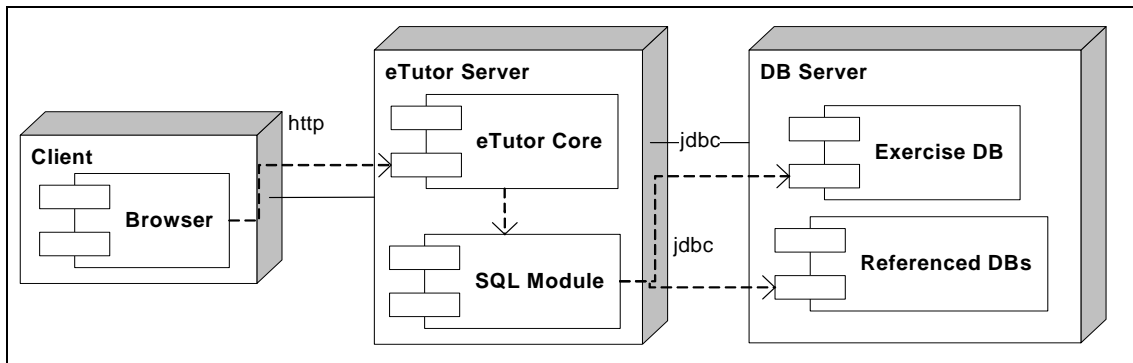 Client
Browser
http
eTutor Server
eTutor Core
SQL Module
jdbc
jdbc
DB Server
Exercise DB
Referenced DBs